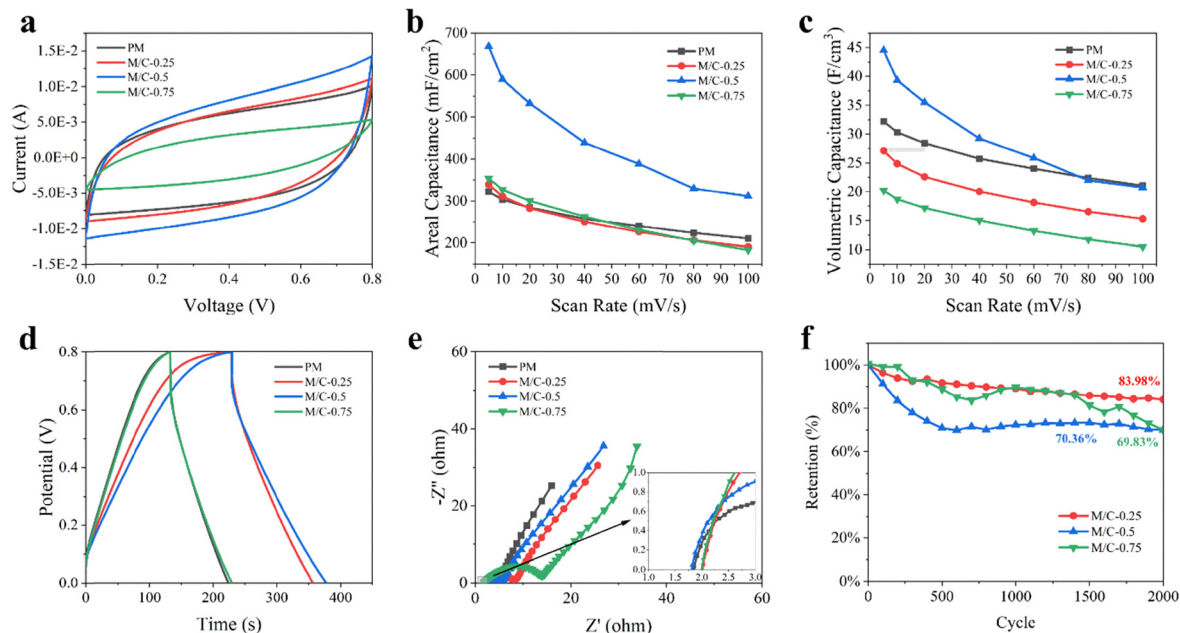 a
1.5E-2
1.0E-2
5.0E-3
0.0E+0
-5.0E-3
-1.0E-2
-1.5E-2
Current (A)
PM
M/C-0.25
M/C-0.5
M/C-0.75
0.0 0.2 0.4 0.6 0.8
Voltage (V)
b
700
600
500
400
300
200
Areal Capacitance (mF/cm²)
PM
M/C-0.25
M/C-0.5
M/C-0.75
0 10 20 30 40 50 60 70 80 90 100
Scan Rate (mV/s)
c
45
40
35
30
25
20
15
10
Volumetric Capacitance (F/cm³)
PM
M/C-0.25
M/C-0.5
M/C-0.75
0 10 20 30 40 50 60 70 80 90 100
Scan Rate (mV/s)
d
0.8
0.6
0.4
0.2
0.0
Potential (V)
PM
M/C-0.25
M/C-0.5
M/C-0.75
0 100 200 300 400
Time (s)
e
60
40
20
0
-Z'' (ohm)
PM
M/C-0.25
M/C-0.5
M/C-0.75
1.0
0.8
0.6
0.4
0.2
0.0
1.0 1.5 2.0 2.5 3.0
0 20 40 60
Z' (ohm)
f
100%
80%
60%
40%
20%
0%
Retention (%)
83.98%
70.36%
69.83%
M/C-0.25
M/C-0.5
M/C-0.75
0 500 1000 1500 2000
Cycle